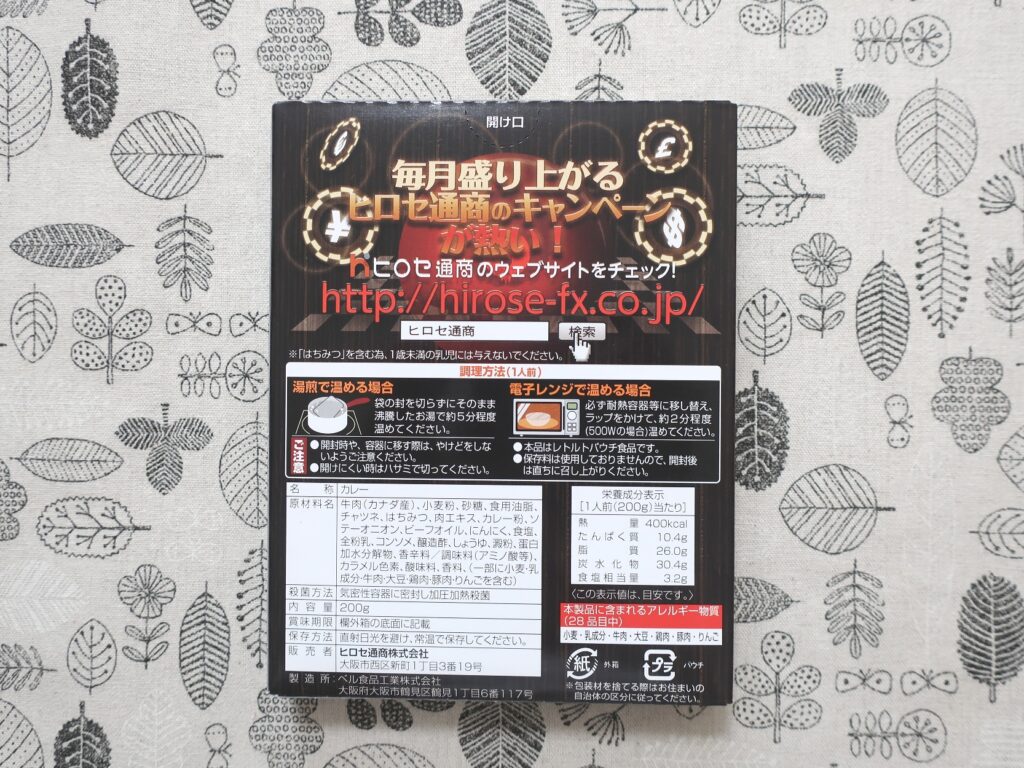 開け口
€
£
¥
$
毎月盛り上がる
ヒロセ通商のキャンペーン
が熱い!
ヒロセ通商のウェブサイトをチェック!
http://hirose-fx.co.jp/
ヒロセ通商 検索
※「はちみつ」を含む為、1歳未満の乳児には与えないでください。
調理方法(1人前)
湯煎で温める場合
袋の封を切らずにそのまま
沸騰したお湯で約5分程度
温めてください。
電子レンジで温める場合
必ず耐熱容器等に移し替え、
ラップをかけて、約2分程度
(500Wの場合)温めてください。
ご注意
●開封時や、容器に移す際は、やけどをしな
いようご注意ください。
●開けにくい時はハサミで切ってください。
●本品はレトルトパウチ食品です。
●保存料は使用しておりませんので、開封後
は直ちに召し上がりください。
名 称 カレー
原材料名 牛肉(カナダ産)、小麦粉、砂糖、食用油脂、
チャツネ、はちみつ、肉エキス、カレー粉、ソ
テーオニオン、ビーフオイル、にんにく、食塩、
全粉乳、コンソメ、醸造酢、しょうゆ、澱粉、蛋白
加水分解物、香辛料/調味料(アミノ酸等)、
カラメル色素、酸味料、香料、(一部に小麦・乳
成分・牛肉・大豆・鶏肉・豚肉・りんごを含む)
殺菌方法 気密性容器に密封し加圧加熱殺菌
内容量 200g
賞味期限 欄外箱の底面に記載
保存方法 直射日光を避け、常温で保存してください。
販売者 ヒロセ通商株式会社
大阪市西区新町1丁目3番19号
製造所:ベル食品工業株式会社
大阪府大阪市鶴見区鶴見1丁目6番117号
栄養成分表示
[1人前(200g)当たり]
熱量 400kcal
たんぱく質 10.4g
脂質 26.0g
炭水化物 30.4g
食塩相当量 3.2g
〈この表示値は、目安です。〉
本製品に含まれるアレルギー物質
(28品目中)
小麦・乳成分・牛肉・大豆・鶏肉・豚肉・りんご
紙 外箱
プラ パウチ
※包装材を捨てる際はお住まいの
自治体の区分に従ってください。